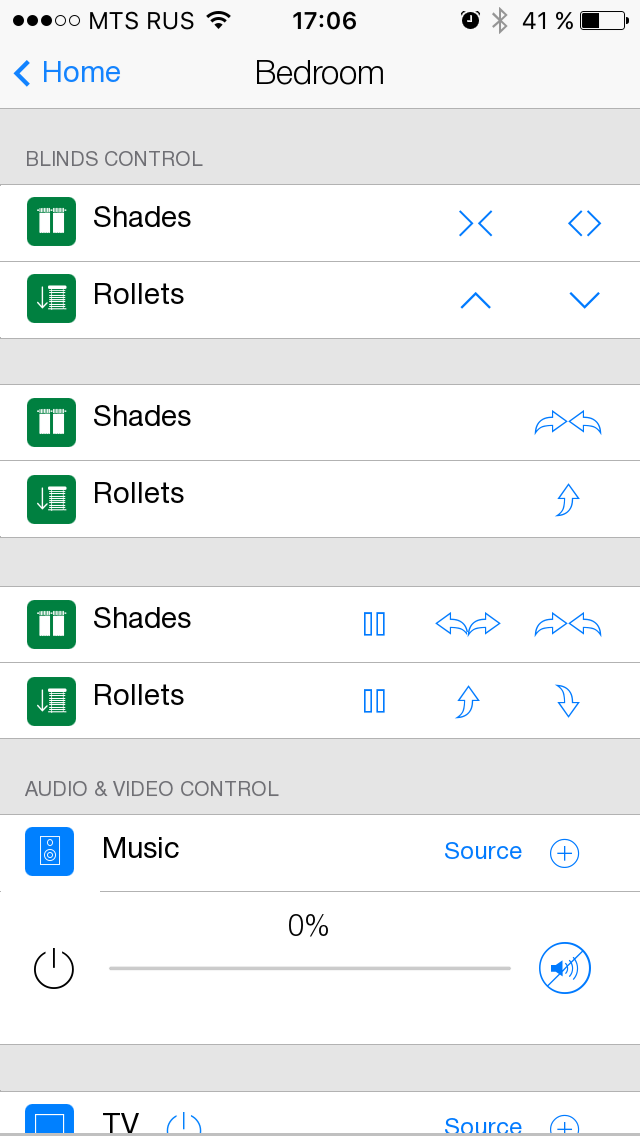 MTS RUS 17:06 41 %
Home Bedroom
BLINDS CONTROL
Shades
Rollets
Shades
Rollets
Shades
Rollets
AUDIO & VIDEO CONTROL
Music Source
0%
TV Source